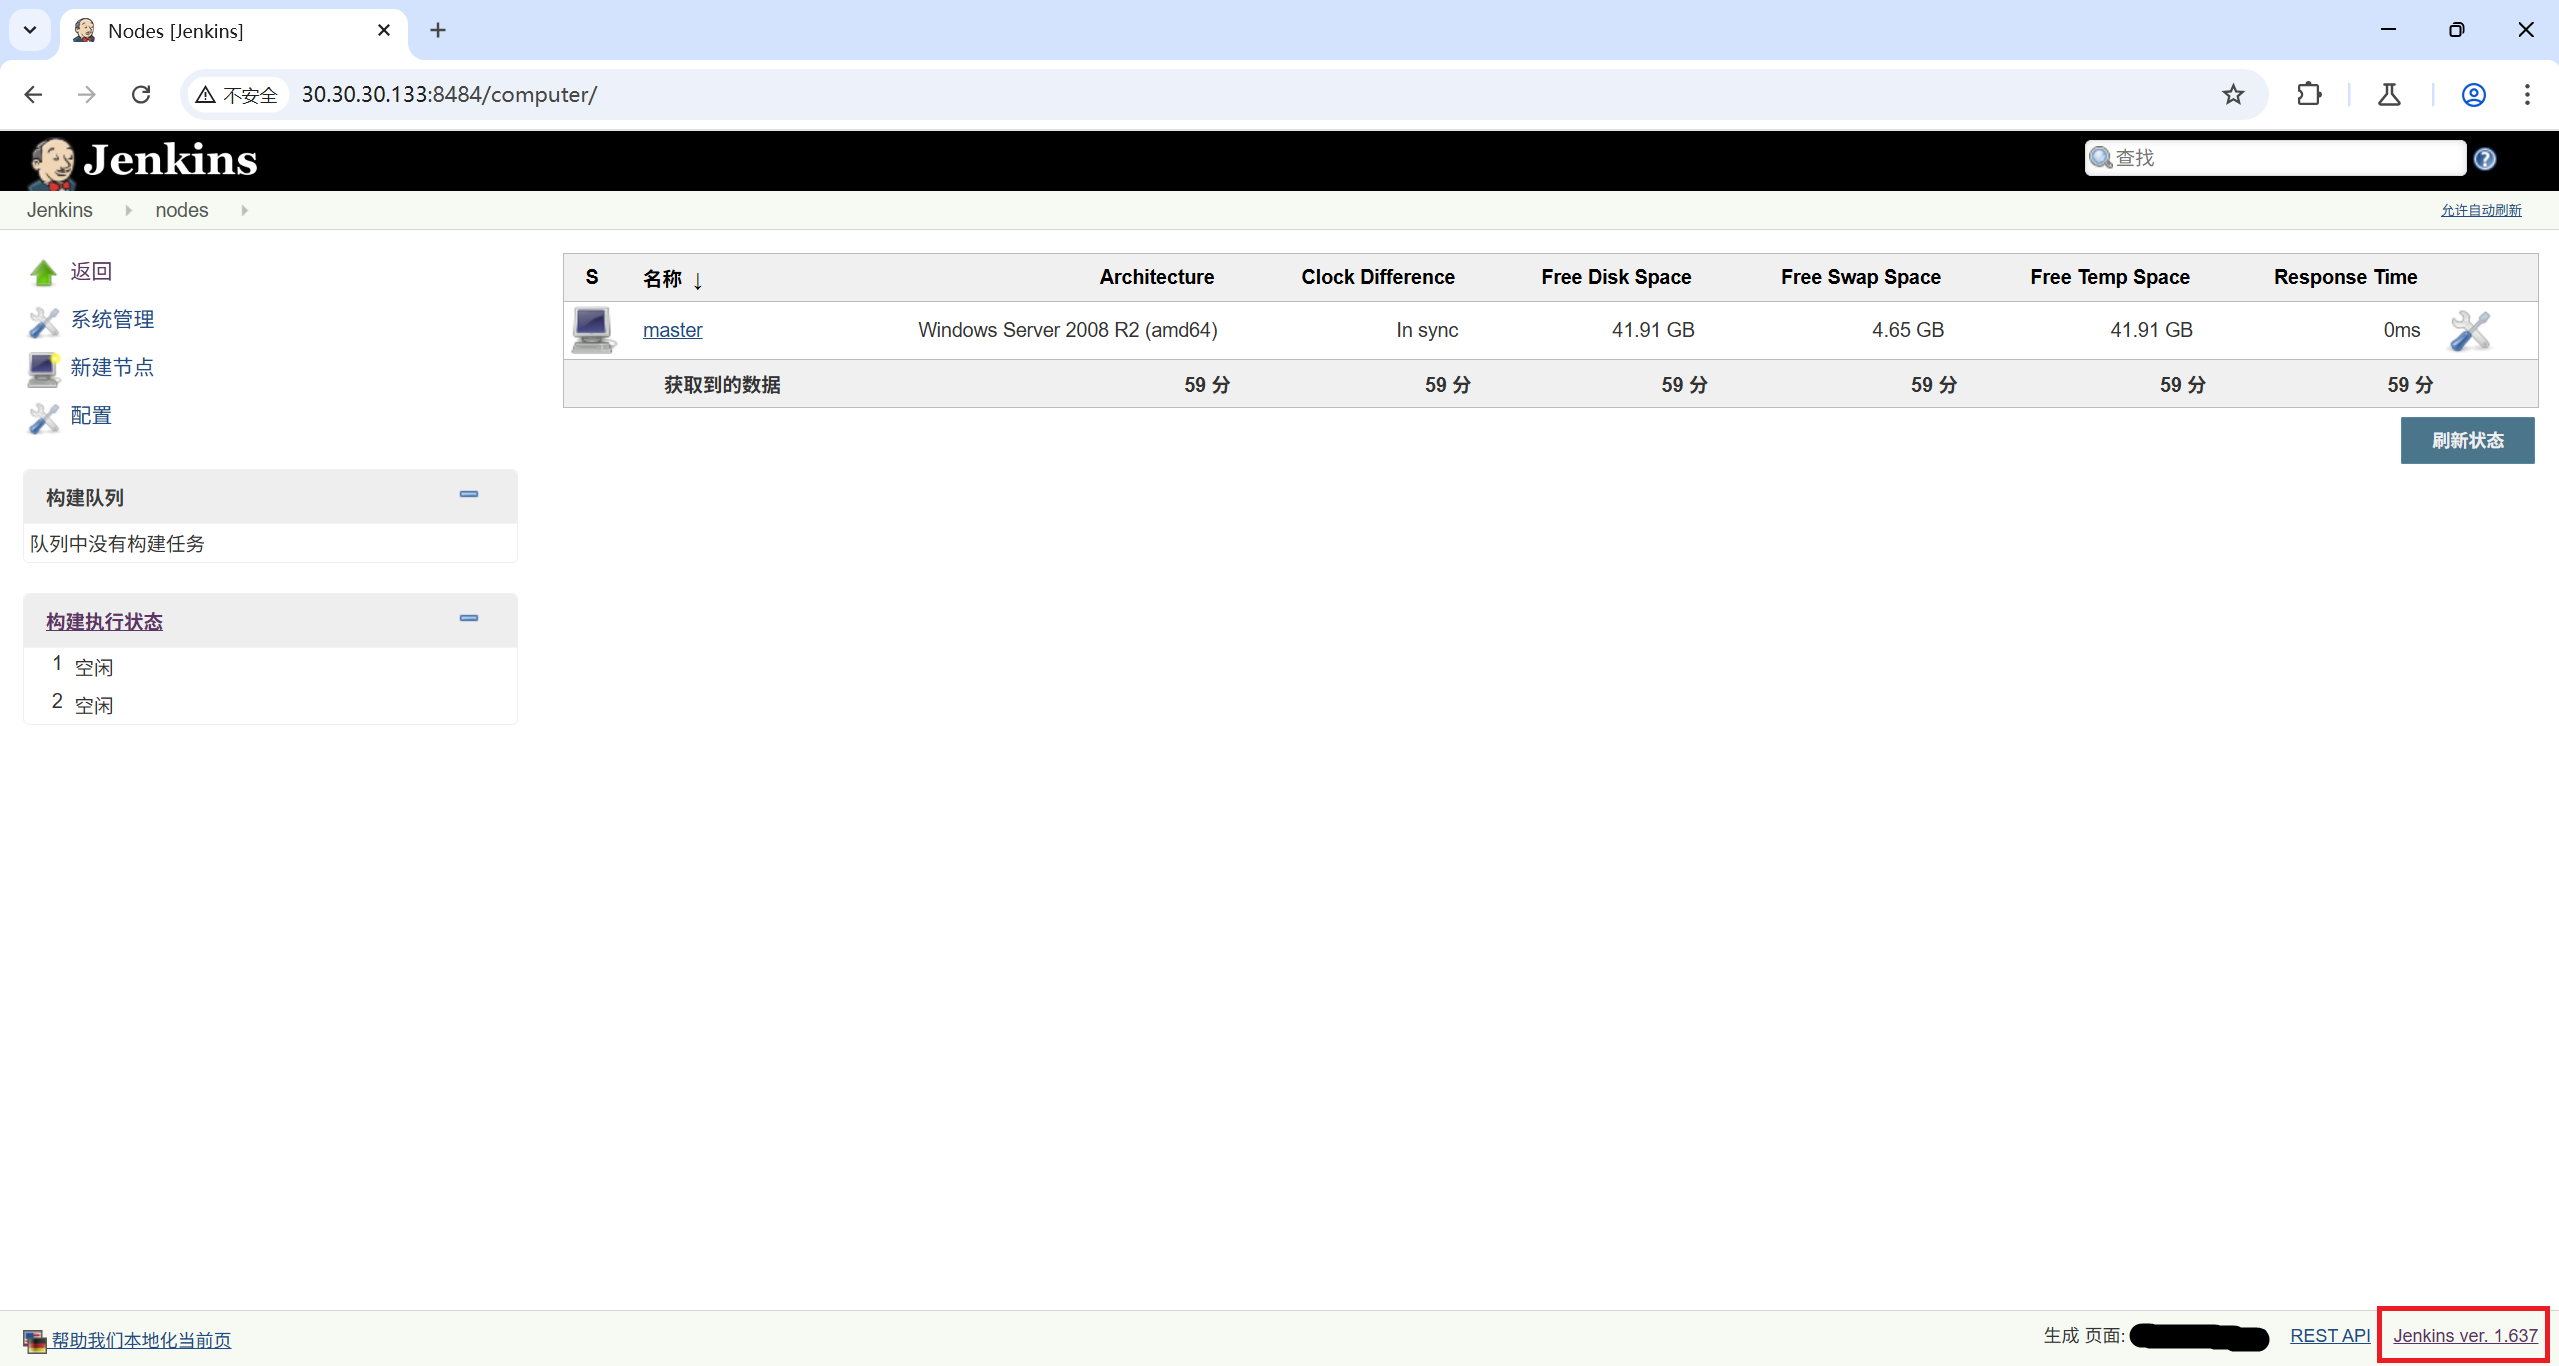 Nodes [Jenkins]
不安全 30.30.30.133:8484/computer/
Jenkins
查找
Jenkins nodes
允许自动刷新
返回
系统管理
新建节点
配置
构建队列
队列中没有构建任务
构建执行状态
1 空闲
2 空闲
S 名称 ↓ Architecture Clock Difference Free Disk Space Free Swap Space Free Temp Space Response Time
master Windows Server 2008 R2 (amd64) In sync 41.91 GB 4.65 GB 41.91 GB 0ms
获取到的数据 59 分 59 分 59 分 59 分 59 分 59 分
刷新状态
帮助我们本地化当前页
生成 页面: REST API Jenkins ver. 1.637